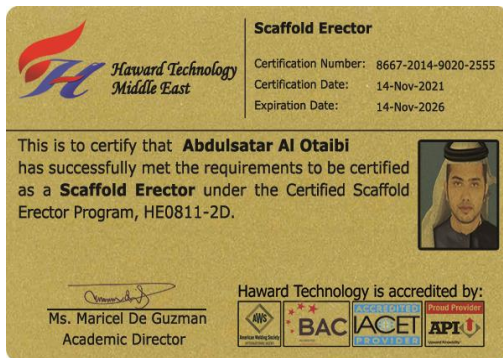 Haward Technology
Middle East
Scaffold Erector
Certification Number: 8667-2014-9020-2555
Certification Date: 14-Nov-2021
Expiration Date: 14-Nov-2026
This is to certify that Abdulsatar Al Otaibi
has successfully met the requirements to be certified
as a Scaffold Erector under the Certified Scaffold
Erector Program, HE0811-2D.
Ms. Maricel De Guzman
Academic Director
Haward Technology is accredited by:
AWS
American Welding Society
BAC
ACCREDITED
IACET
PROVIDER
Proud Provider
API U